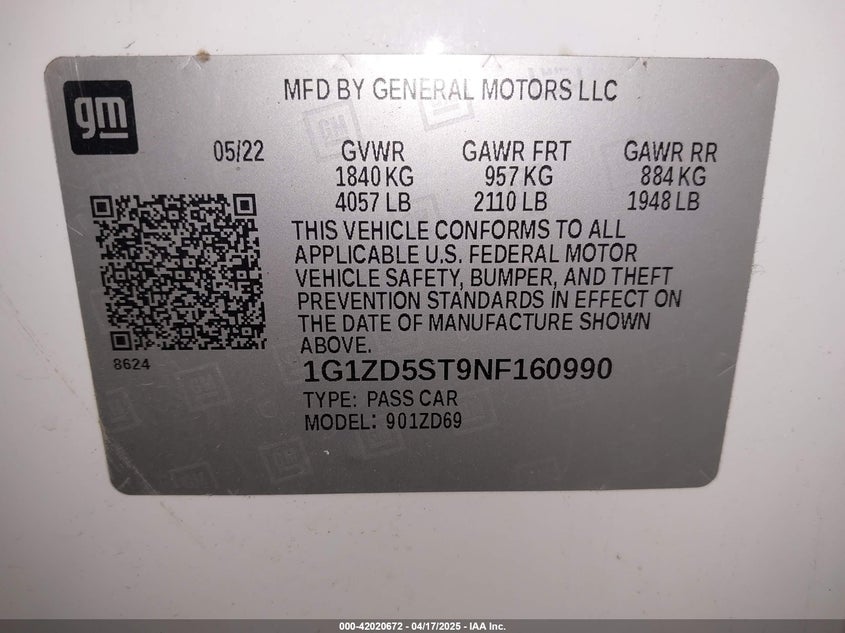 gm
MFD BY GENERAL MOTORS LLC
05/22 GVWR GAWR FRT GAWR RR
1840 KG 957 KG 884 KG
4057 LB 2110 LB 1948 LB
THIS VEHICLE CONFORMS TO ALL
APPLICABLE U.S. FEDERAL MOTOR
VEHICLE SAFETY, BUMPER, AND THEFT
PREVENTION STANDARDS IN EFFECT ON
THE DATE OF MANUFACTURE SHOWN
ABOVE.
8624
1G1ZD5ST9NF160990
TYPE: PASS CAR
MODEL: 901ZD69
000-42020672 - 04/17/2025 - IAA Inc.